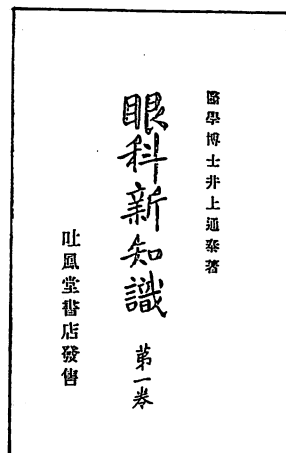 醫學博士井上通泰著
眼科新知識
第一卷
吐鳳堂書店發售